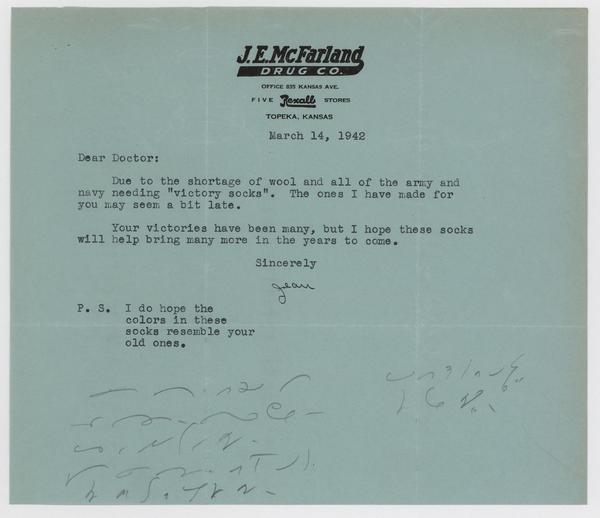 J.E. McFarland
DRUG CO.
OFFICE 835 KANSAS AVE.
FIVE Rexall STORES
TOPEKA, KANSAS
March 14, 1942
Dear Doctor:
Due to the shortage of wool and all of the army and
navy needing "victory socks". The ones I have made for
you may seem a bit late.
Your victories have been many, but I hope these socks
will help bring many more in the years to come.
Sincerely
Jean
P. S. I do hope the
colors in these
socks resemble your
old ones.